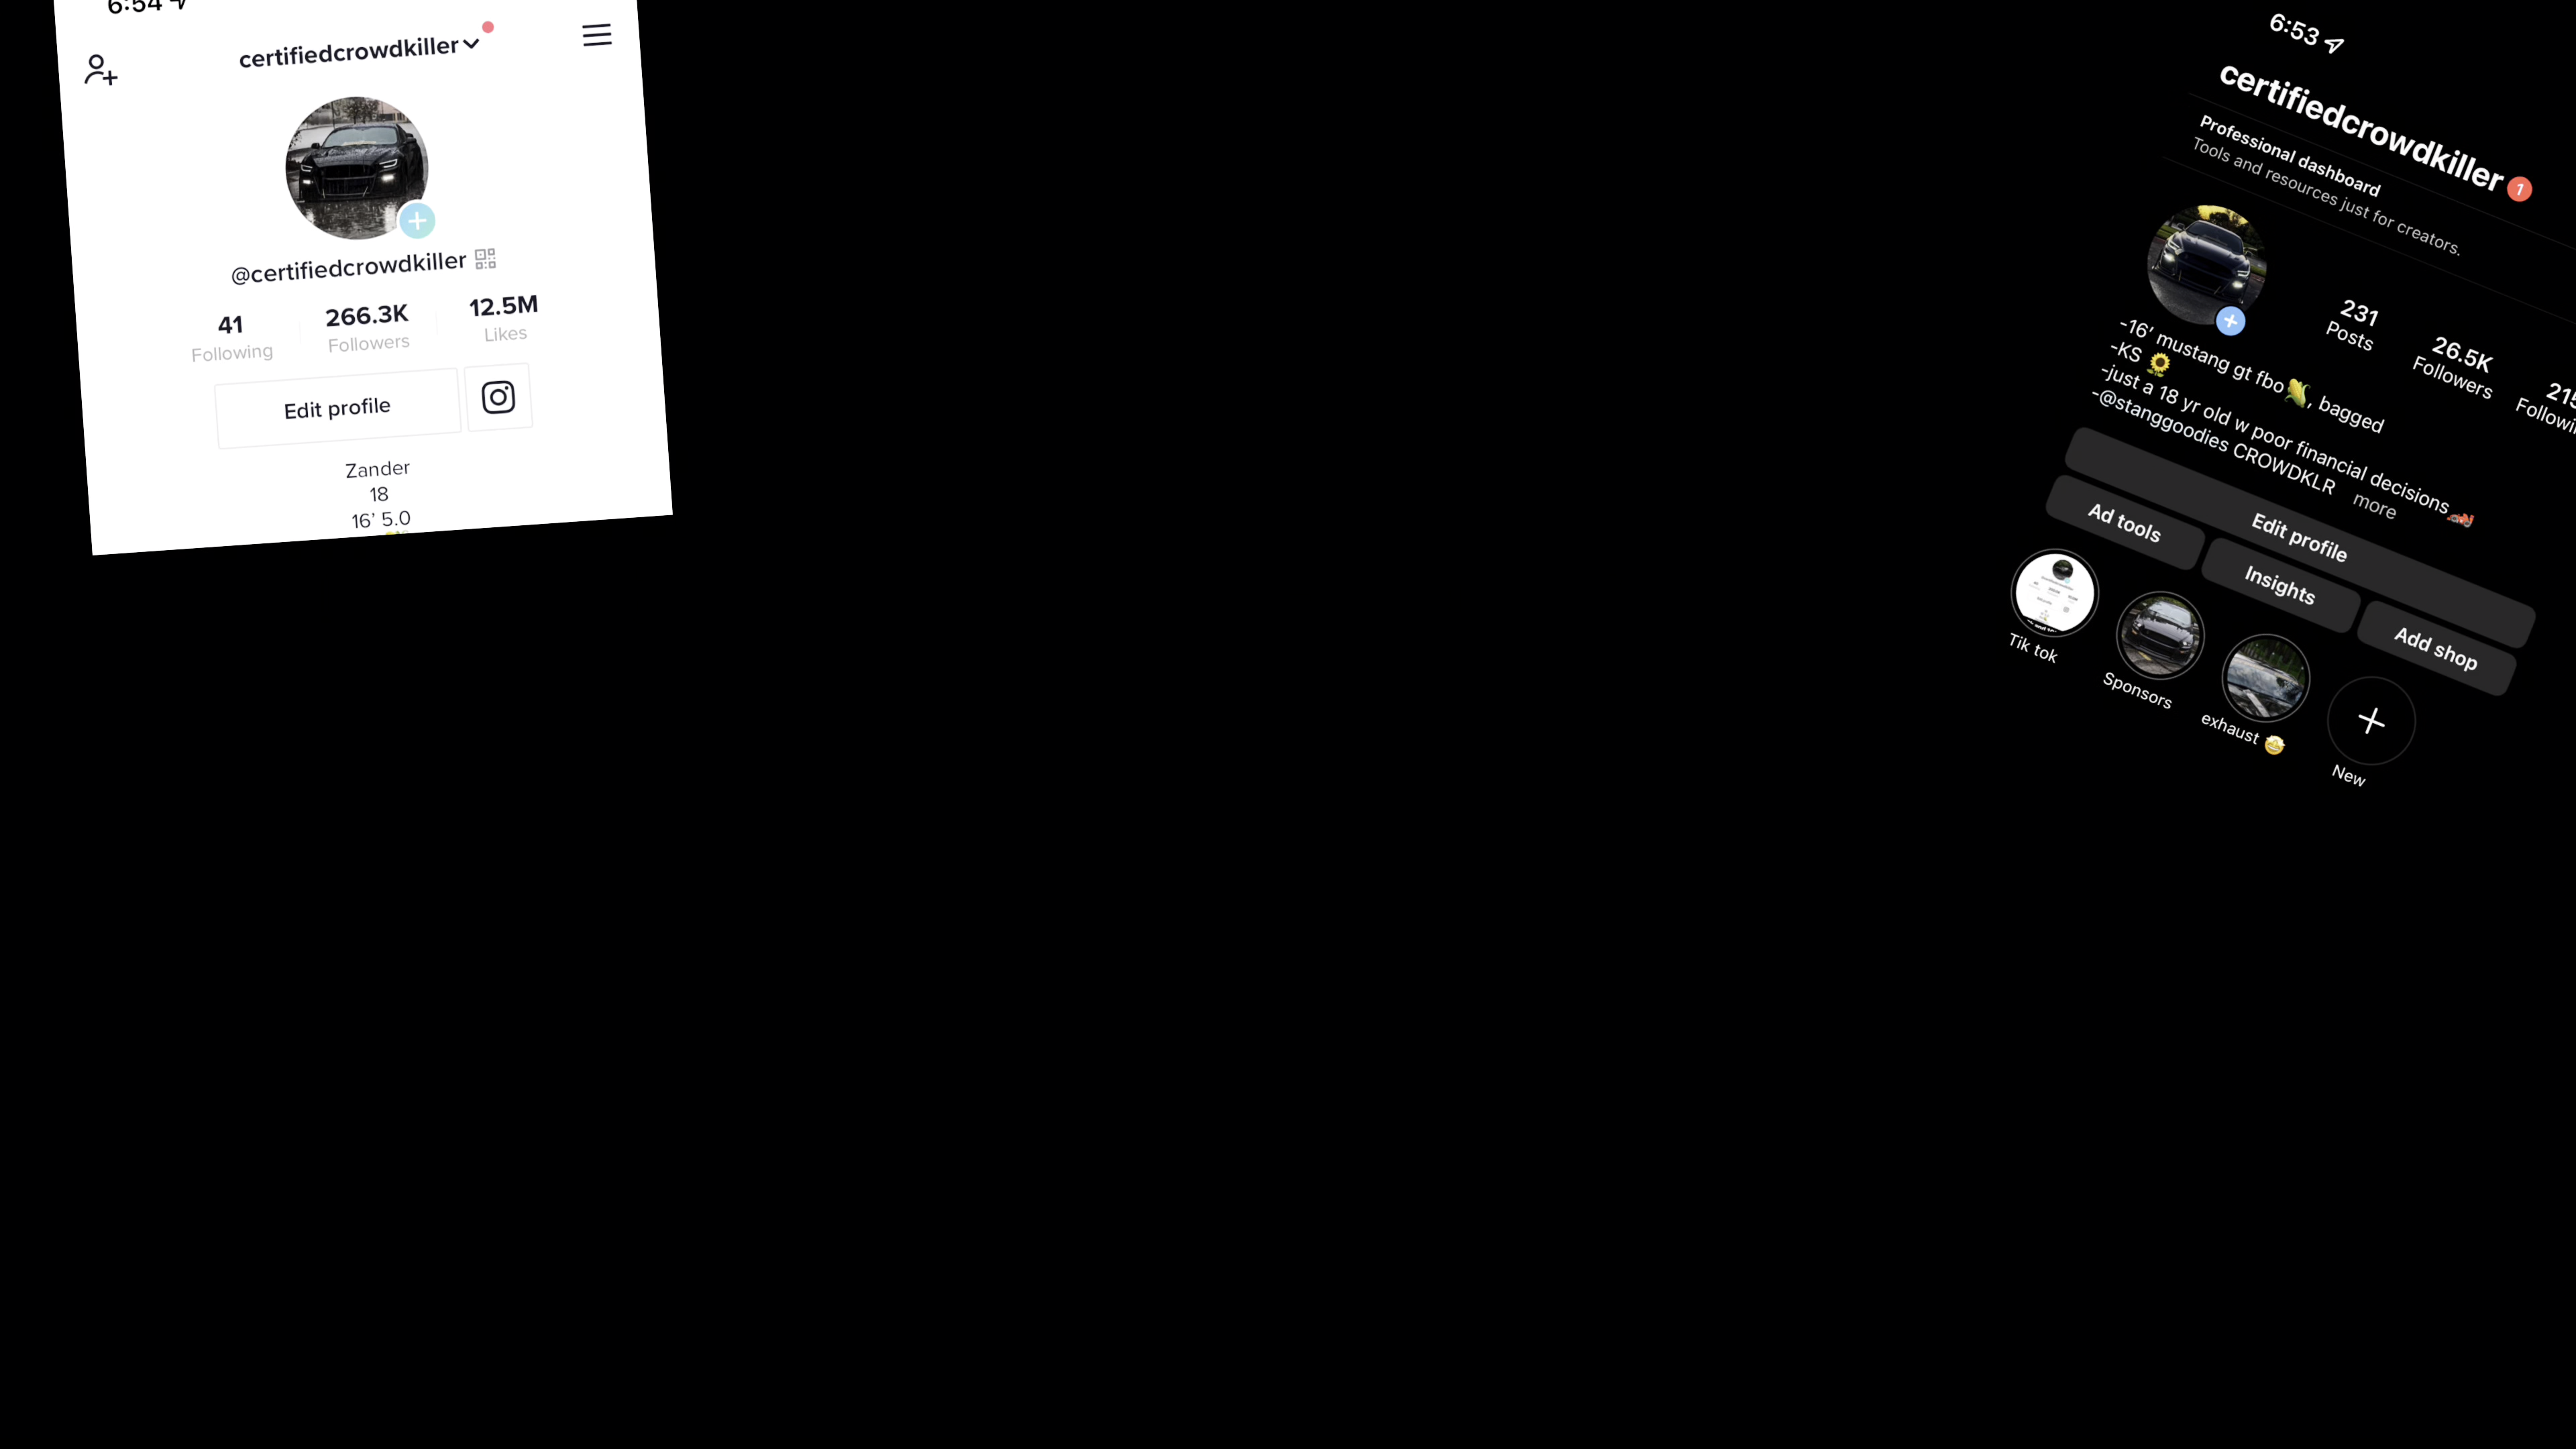 6:54
certifiedcrowdkiller
@certifiedcrowdkiller
41 266.3K 12.5M
Following Followers Likes
Edit profile
Zander
18
16' 5.0
6:53
certifiedcrowdkiller 1
Professional dashboard
Tools and resources just for creators.
231 26.5K
Posts Followers
-16' mustang gt fbo🌽, bagged
-KS 🌻
-just a 18 yr old w poor financial decisions🦂
-@stanggoodies CROWDKLR more
Edit profile
Ad tools Insights Add shop
Tik tok Sponsors exhaust 🤩 New